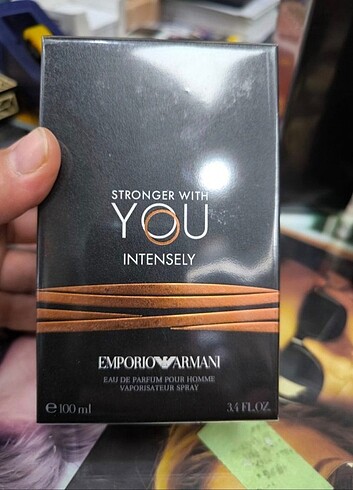 STRONGER WITH
YOU
INTENSELY
EMPORIO ARMANI
EAU DE PARFUM POUR HOMME
VAPORISATEUR SPRAY
e 100 ml 3.4 FL.OZ.